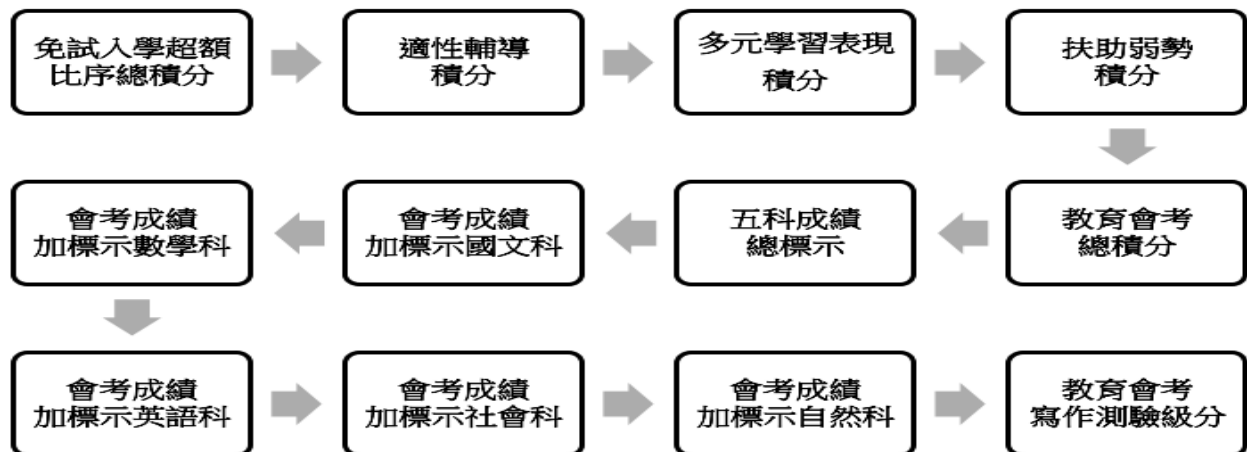 免試入學超額
比序總積分
適性輔導
積分
多元學習表現
積分
扶助弱勢
積分
教育會考
總積分
五科成績
總標示
會考成績
加標示國文科
會考成績
加標示數學科
會考成績
加標示英語科
會考成績
加標示社會科
會考成績
加標示自然科
教育會考
寫作測驗級分